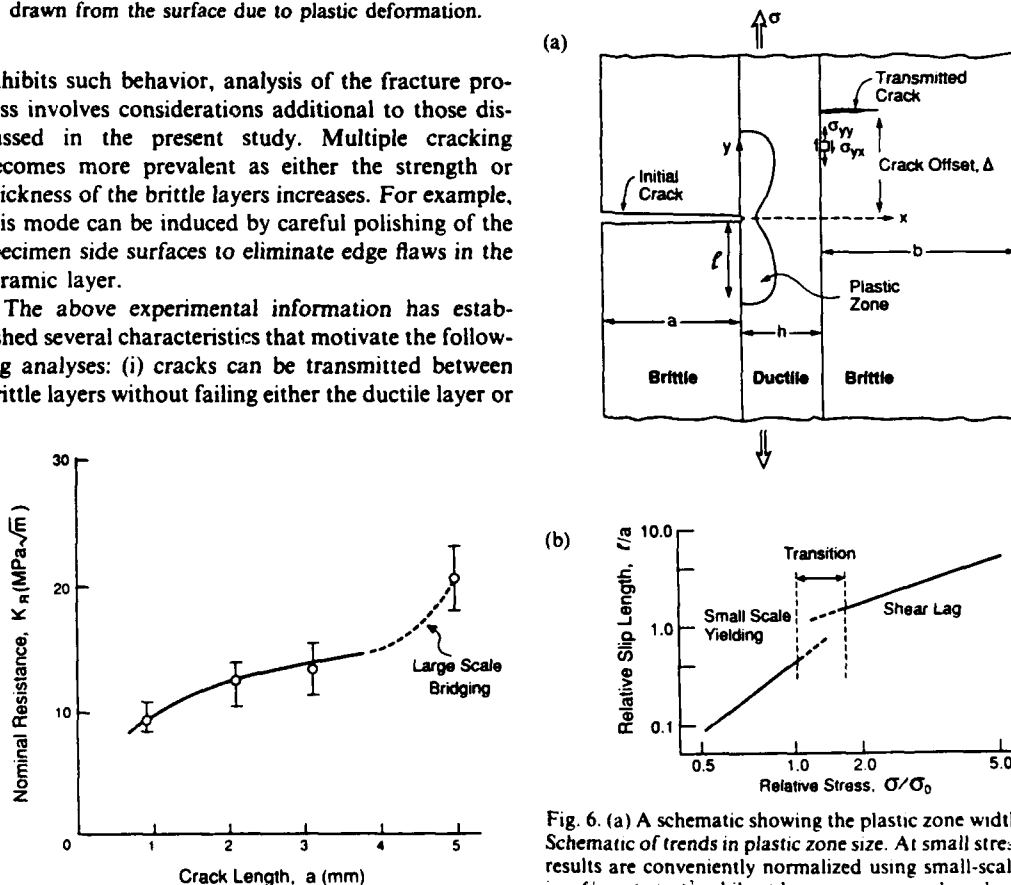 drawn from the surface due to plastic deformation.
hibits such behavior, analysis of the fracture pro-
ss involves considerations additional to those dis-
ssed in the present study. Multiple cracking
ecomes more prevalent as either the strength or
ickness of the brittle layers increases. For example,
is mode can be induced by careful polishing of the
ecimen side surfaces to eliminate edge flaws in the
ramic layer.
The above experimental information has estab-
shed several characteristics that motivate the follow-
g analyses: (i) cracks can be transmitted between
rittle layers without failing either the ductile layer or
30
20
10
0
1
2
3
4
5
Nominal Resistance, K_R (MPa√m)
Large Scale
Bridging
Crack Length, a (mm)
(a)
σ
Transmitted
Crack
σyy
σyx
y
Crack Offset, Δ
Initial
Crack
x
b
ℓ
Plastic
Zone
a
h
Brittle
Ductile
Brittle
(b)
10.0
1.0
0.1
Relative Slip Length, ℓ/a
Transition
Small Scale
Yielding
Shear Lag
0.5
1.0
2.0
5.0
Relative Stress, σ/σ0
Fig. 6. (a) A schematic showing the plastic zone width
Schematic of trends in plastic zone size. At small stres
results are conveniently normalized using small-scal